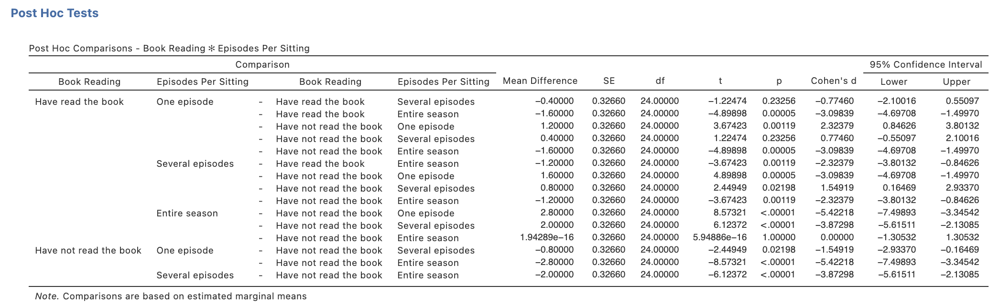 Post Hoc Tests
Post Hoc Comparisons - Book Reading ✻ Episodes Per Sitting
Comparison 95% Confidence Interval
Book Reading Episodes Per Sitting Book Reading Episodes Per Sitting Mean Difference SE df t p Cohen's d Lower Upper
Have read the book One episode - Have read the book Several episodes −0.40000 0.32660 24.00000 −1.22474 0.23256 −0.77460 −2.10016 0.55097
- Have read the book Entire season −1.60000 0.32660 24.00000 −4.89898 0.00005 −3.09839 −4.69708 −1.49970
- Have not read the book One episode 1.20000 0.32660 24.00000 3.67423 0.00119 2.32379 0.84626 3.80132
- Have not read the book Several episodes 0.40000 0.32660 24.00000 1.22474 0.23256 0.77460 −0.55097 2.10016
- Have not read the book Entire season −1.60000 0.32660 24.00000 −4.89898 0.00005 −3.09839 −4.69708 −1.49970
Several episodes - Have read the book Entire season −1.20000 0.32660 24.00000 −3.67423 0.00119 −2.32379 −3.80132 −0.84626
- Have not read the book One episode 1.60000 0.32660 24.00000 4.89898 0.00005 −3.09839 −4.69708 −1.49970
- Have not read the book Several episodes 0.80000 0.32660 24.00000 2.44949 0.02198 1.54919 0.16469 2.93370
- Have not read the book Entire season −1.20000 0.32660 24.00000 −3.67423 0.00119 −2.32379 −3.80132 −0.84626
Entire season - Have not read the book One episode 2.80000 0.32660 24.00000 8.57321 <.00001 −5.42218 −7.49893 −3.34542
- Have not read the book Several episodes 2.00000 0.32660 24.00000 6.12372 <.00001 −3.87298 −5.61511 −2.13085
- Have not read the book Entire season 1.94289e−16 0.32660 24.00000 5.94886e−16 1.00000 0.00000 −1.30532 1.30532
Have not read the book One episode - Have not read the book Several episodes −0.80000 0.32660 24.00000 −2.44949 0.02198 −1.54919 −2.93370 −0.16469
- Have not read the book Entire season −2.80000 0.32660 24.00000 −8.57321 <.00001 −5.42218 −7.49893 −3.34542
Several episodes - Have not read the book Entire season −2.00000 0.32660 24.00000 −6.12372 <.00001 −3.87298 −5.61511 −2.13085
Note. Comparisons are based on estimated marginal means